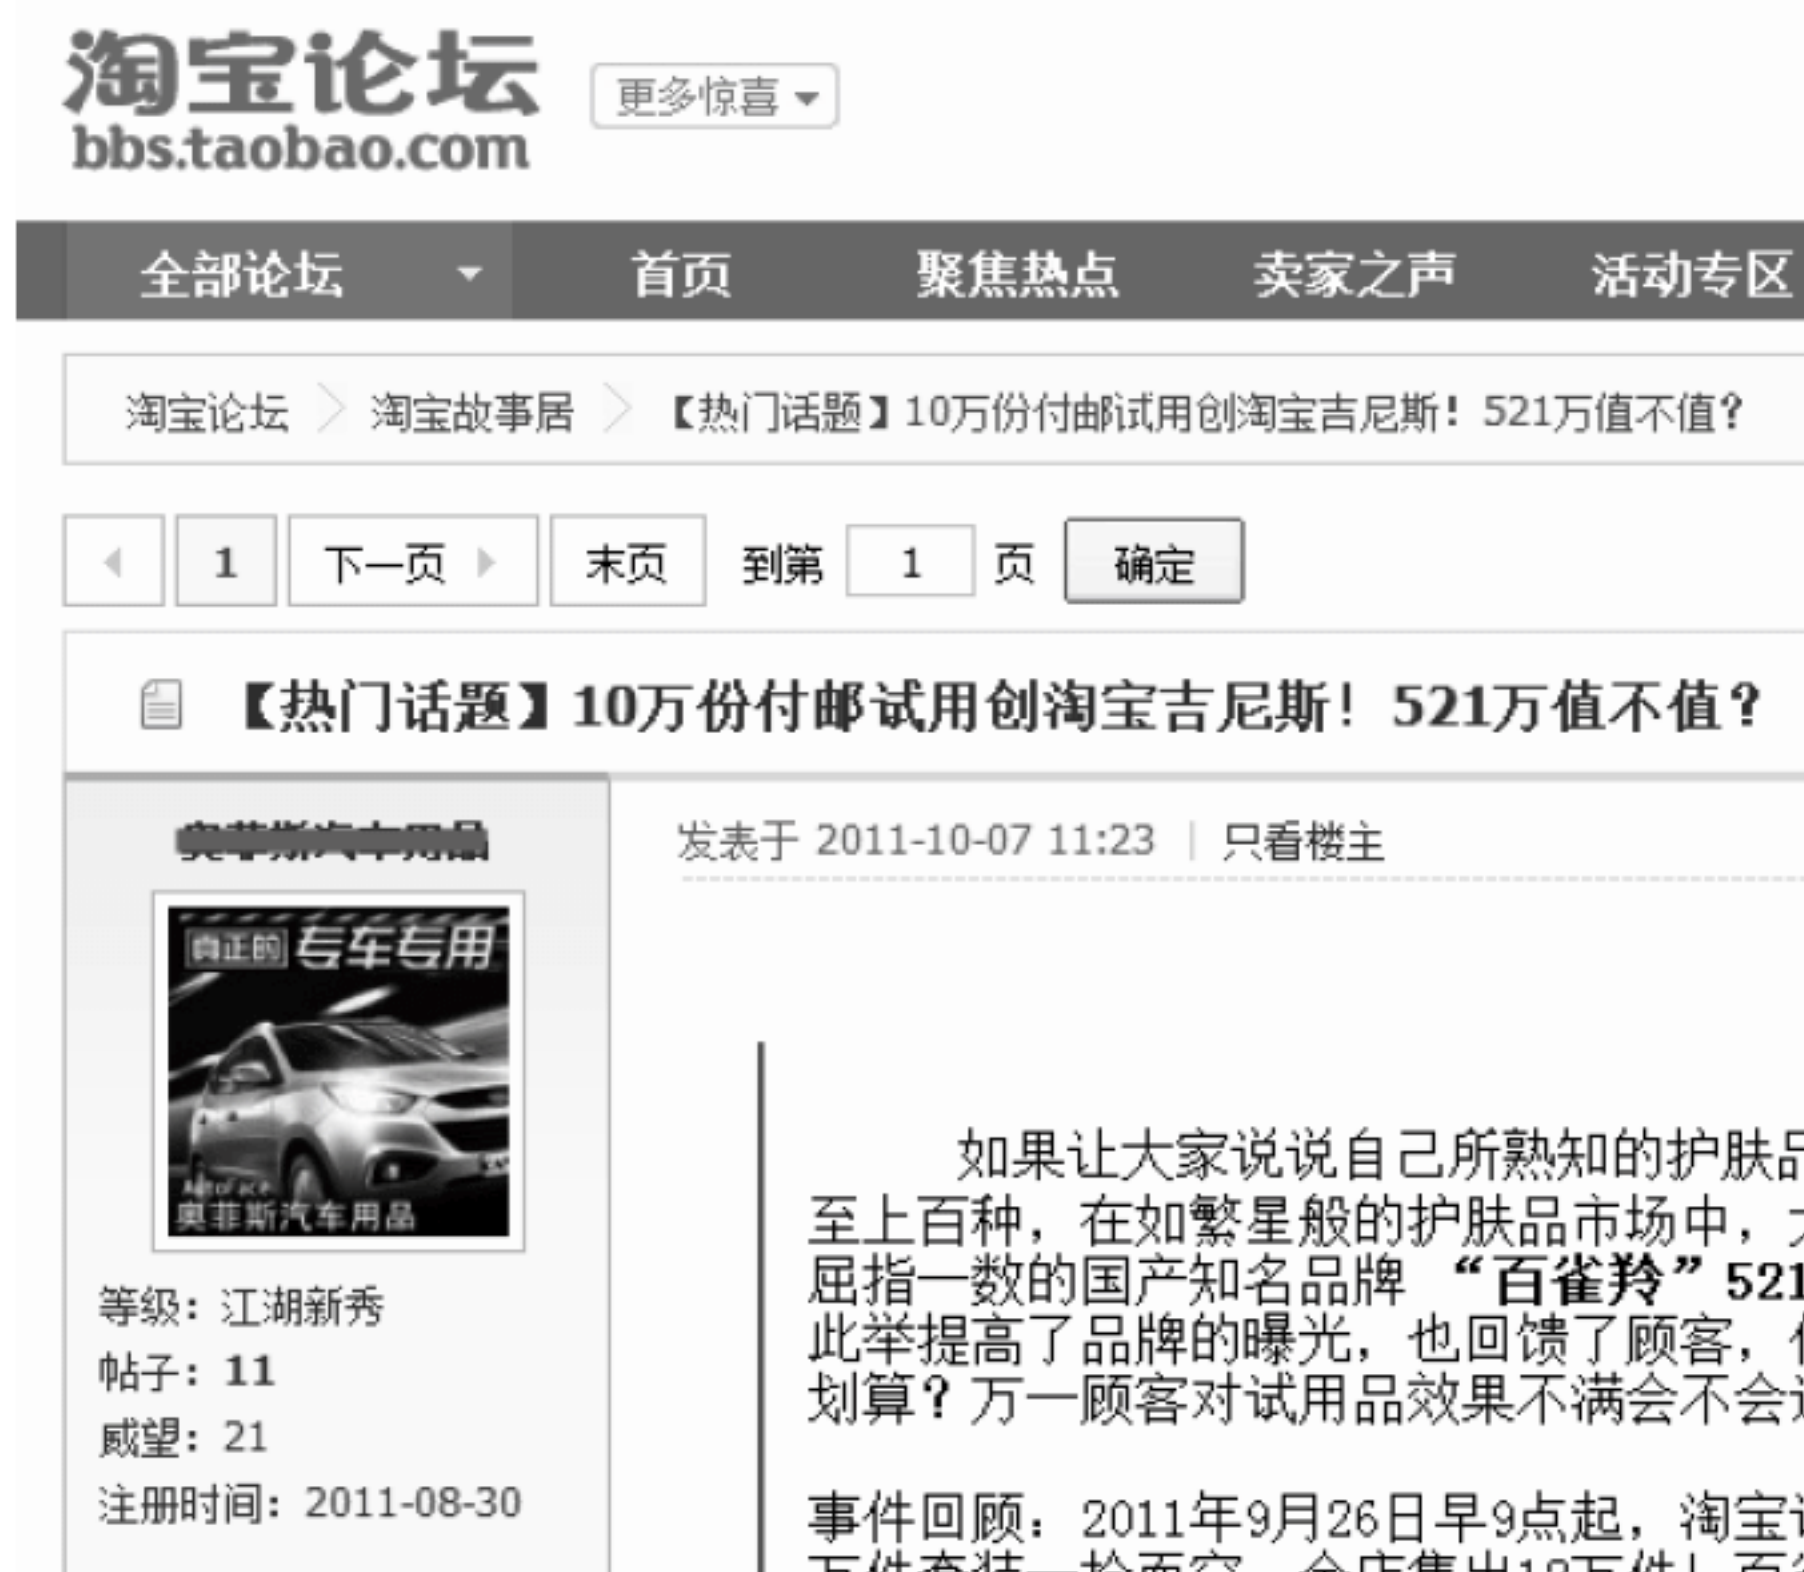 淘宝论坛
bbs.taobao.com
更多惊喜
全部论坛 首页 聚焦热点 卖家之声 活动专区
淘宝论坛 淘宝故事居 【热门话题】10万份付邮试用创淘宝吉尼斯！521万值不值？
1 下一页 末页 到第 1 页 确定
【热门话题】10万份付邮试用创淘宝吉尼斯！521万值不值？
奥菲斯汽车用品
发表于 2011-10-07 11:23 只看楼主
真正的 专车专用
AutoFace
奥菲斯汽车用品
等级：江湖新秀
帖子：11
威望：21
注册时间：2011-08-30
如果让大家说说自己所熟知的护肤品
至上百种，在如繁星般的护肤品市场中，
屈指一数的国产知名品牌 “百雀羚”521
此举提高了品牌的曝光，也回馈了顾客，
划算？万一顾客对试用品效果不满会不会
事件回顾：2011年9月26日早9点起，淘宝